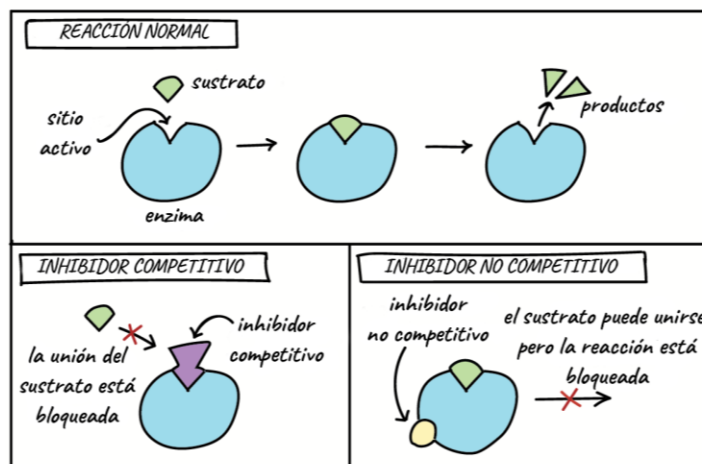 REACCIÓN NORMAL
sustrato
sitio
activo
enzima
productos
INHIBIDOR COMPETITIVO
inhibidor
competitivo
la unión del
sustrato está
bloqueada
INHIBIDOR NO COMPETITIVO
inhibidor
no competitivo
el sustrato puede unirse
pero la reacción está
bloqueada